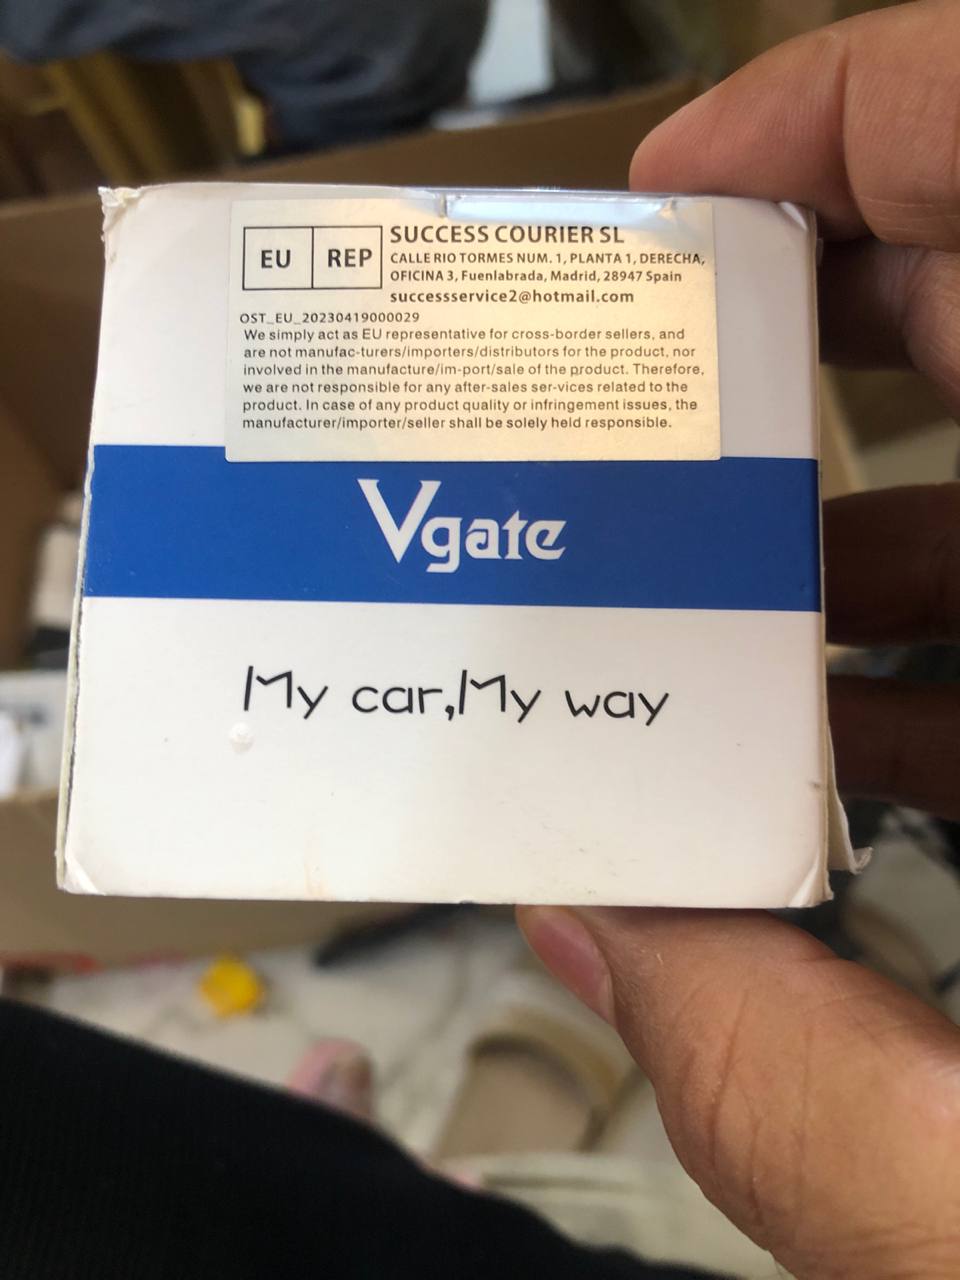 EU REP
SUCCESS COURIER SL
CALLE RIO TORMES NUM. 1, PLANTA 1, DERECHA,
OFICINA 3, Fuenlabrada, Madrid, 28947 Spain
successservice2@hotmail.com
OST_EU_20230419000029
We simply act as EU representative for cross-border sellers, and
are not manufac-turers/importers/distributors for the product, nor
involved in the manufacture/im-port/sale of the product. Therefore,
we are not responsible for any after-sales ser-vices related to the
product. In case of any product quality or infringement issues, the
manufacturer/importer/seller shall be solely held responsible.
Vgate
My car,My way